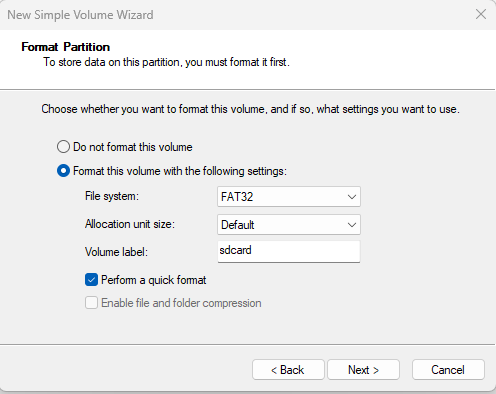 New Simple Volume Wizard
Format Partition
To store data on this partition, you must format it first.
Choose whether you want to format this volume, and if so, what settings you want to use.
Do not format this volume
Format this volume with the following settings:
File system: FAT32
Allocation unit size: Default
Volume label: sdcard
Perform a quick format
Enable file and folder compression
< Back Next > Cancel